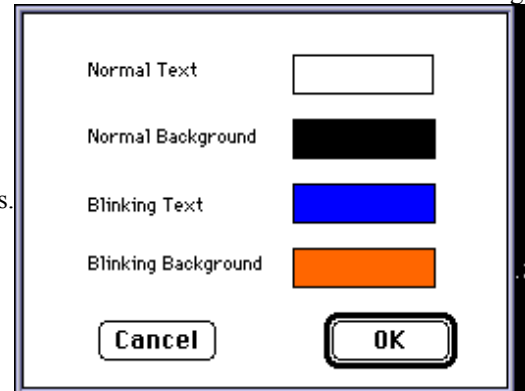 Normal Text
Normal Background
s.
Blinking Text
Blinking Background
Cancel OK